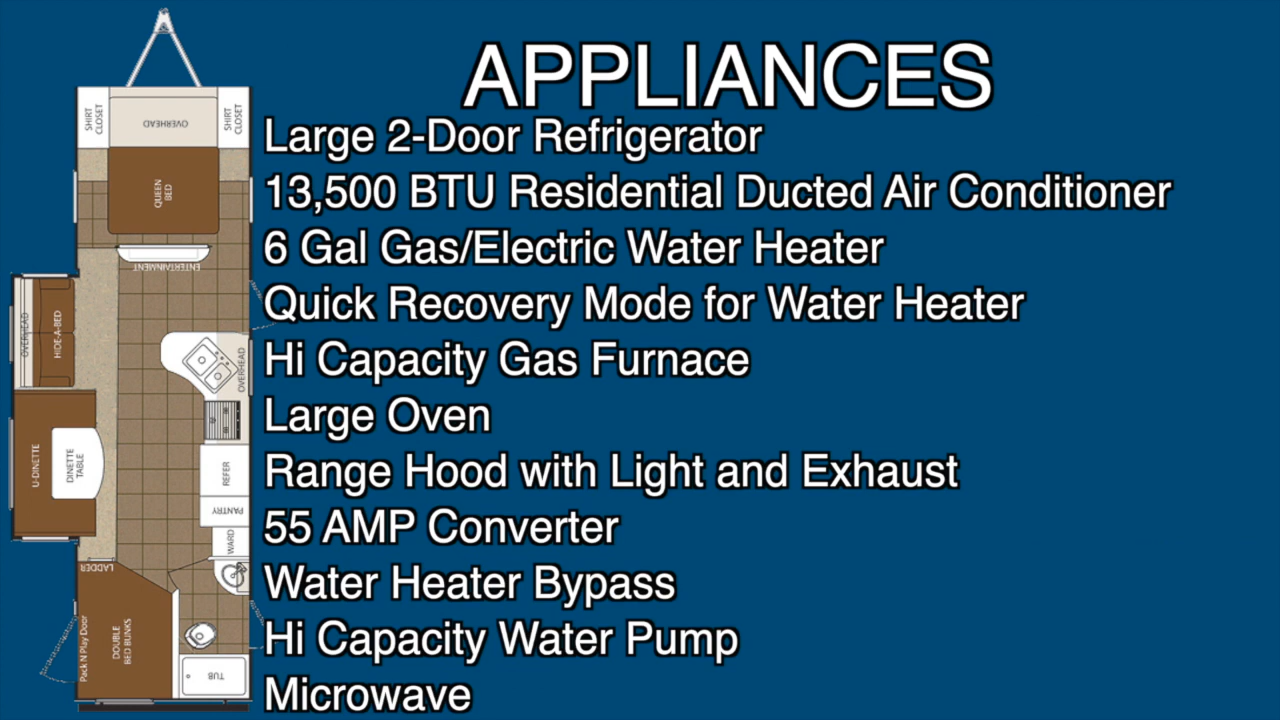 APPLIANCES
Large 2-Door Refrigerator
13,500 BTU Residential Ducted Air Conditioner
6 Gal Gas/Electric Water Heater
Quick Recovery Mode for Water Heater
Hi Capacity Gas Furnace
Large Oven
Range Hood with Light and Exhaust
55 AMP Converter
Water Heater Bypass
Hi Capacity Water Pump
Microwave
SHIRT
CLOSET
OVERHEAD
SHIRT
CLOSET
QUEEN
BED
ENTERTAINMENT
OVERHEAD
HIDE-A-BED
OVERHEAD
U-DINETTE
DINETTE
TABLE
REFER
PANTRY
WARD
LADDER
Pack N Play Door
DOUBLE
BED BUNKS
TUB